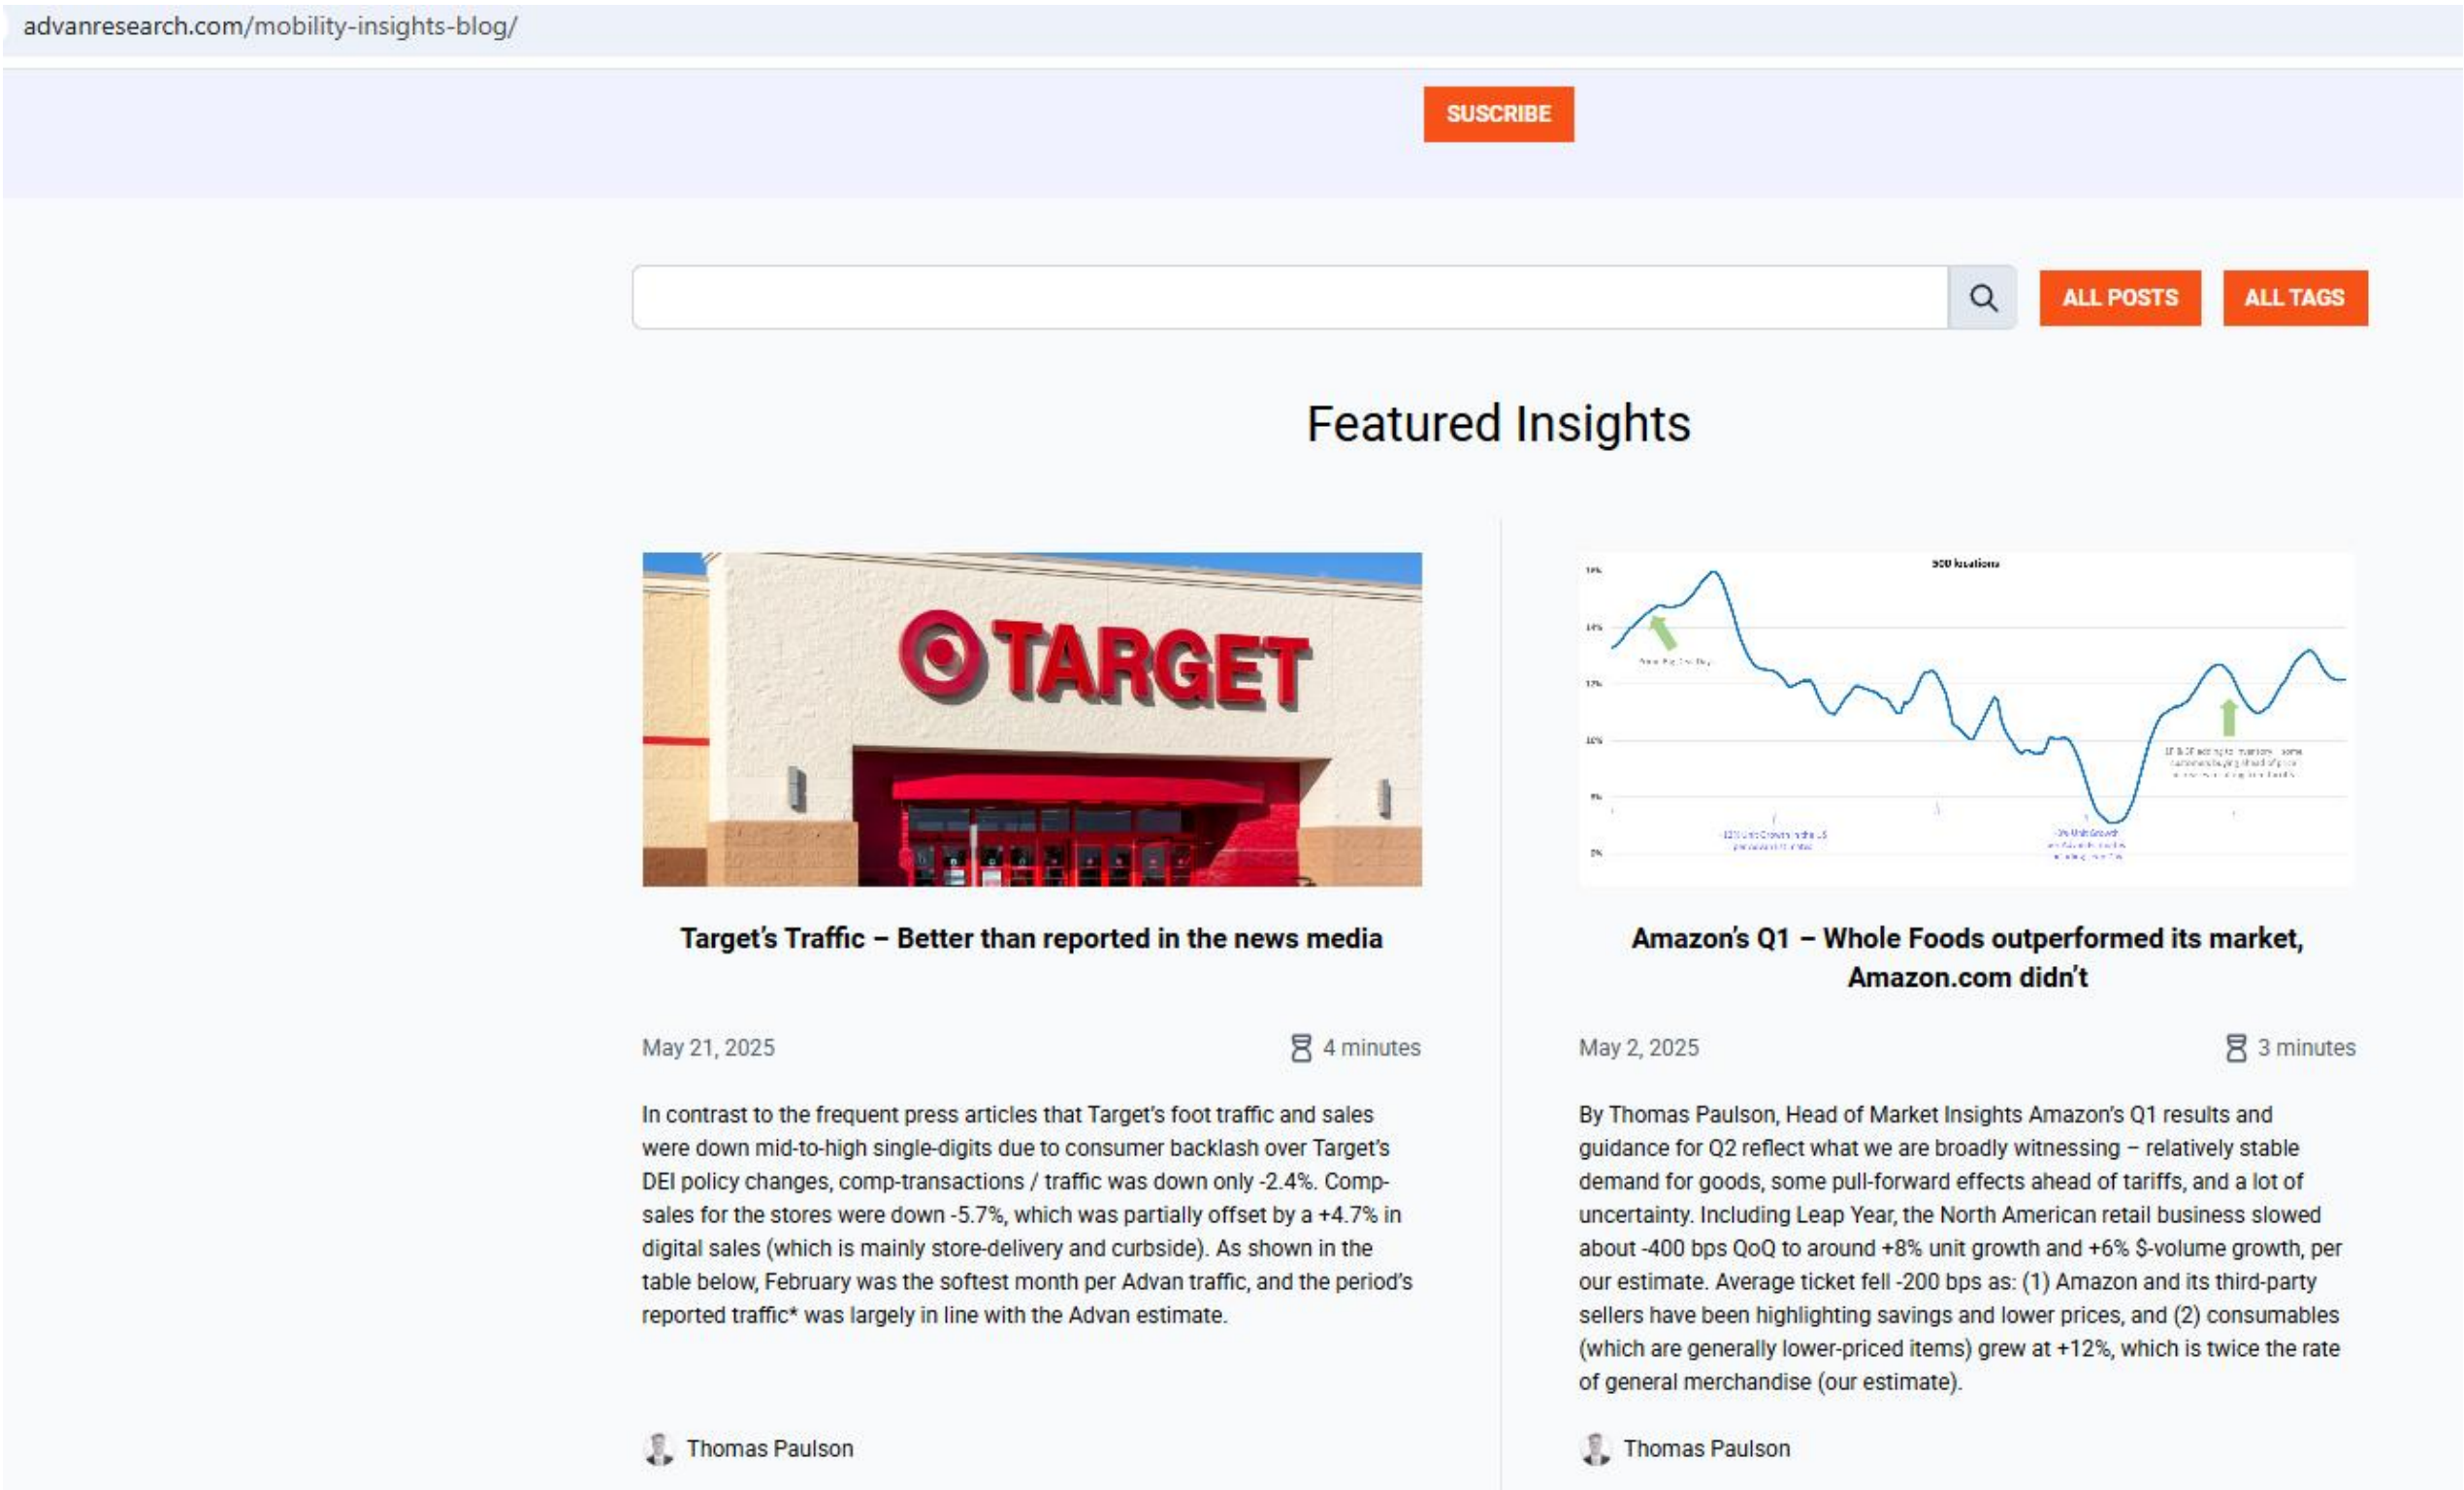 advanresearch.com/mobility-insights-blog/
SUSCRIBE
ALL POSTS
ALL TAGS
Featured Insights
TARGET
Target's Traffic – Better than reported in the news media
May 21, 2025
4 minutes
In contrast to the frequent press articles that Target's foot traffic and sales
were down mid-to-high single-digits due to consumer backlash over Target's
DEI policy changes, comp-transactions / traffic was down only -2.4%. Comp-
sales for the stores were down -5.7%, which was partially offset by a +4.7% in
digital sales (which is mainly store-delivery and curbside). As shown in the
table below, February was the softest month per Advan traffic, and the period's
reported traffic* was largely in line with the Advan estimate.
Thomas Paulson
500 locations
14%
12%
10%
Amazon's Q1 – Whole Foods outperformed its market,
Amazon.com didn't
May 2, 2025
3 minutes
By Thomas Paulson, Head of Market Insights Amazon's Q1 results and
guidance for Q2 reflect what we are broadly witnessing – relatively stable
demand for goods, some pull-forward effects ahead of tariffs, and a lot of
uncertainty. Including Leap Year, the North American retail business slowed
about -400 bps QoQ to around +8% unit growth and +6% $-volume growth, per
our estimate. Average ticket fell -200 bps as: (1) Amazon and its third-party
sellers have been highlighting savings and lower prices, and (2) consumables
(which are generally lower-priced items) grew at +12%, which is twice the rate
of general merchandise (our estimate).
Thomas Paulson